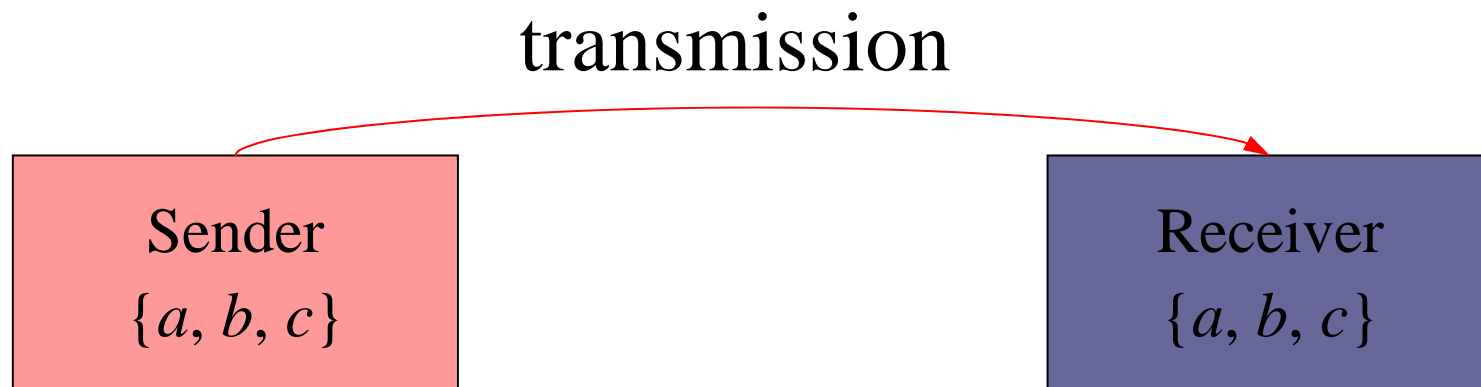 transmission
Sender
{a, b, c}
Receiver
{a, b, c}